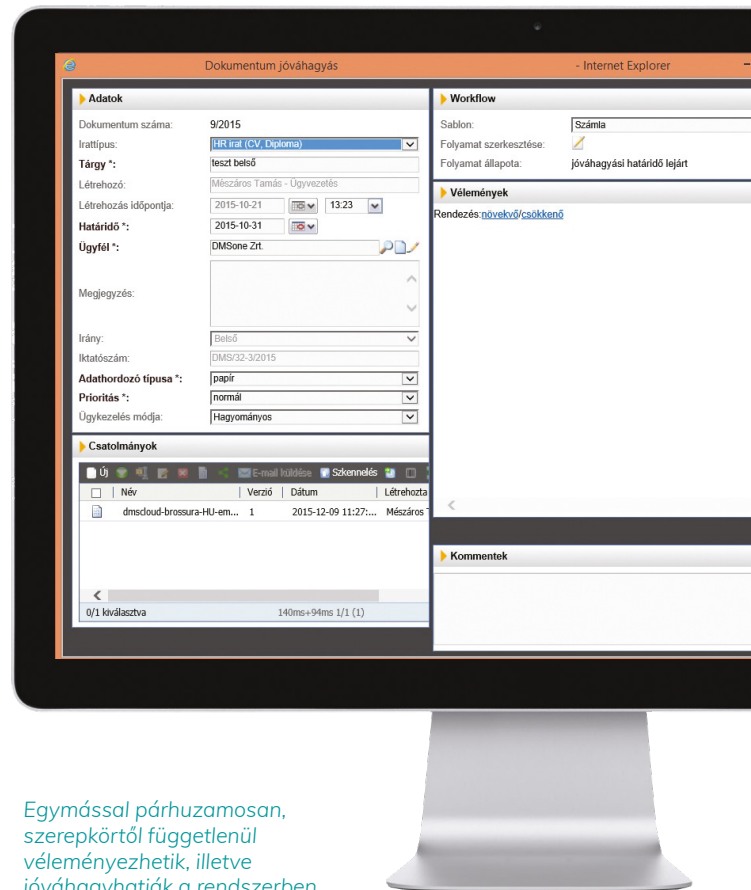 Dokumentum jóváhagyás - Internet Explorer
Adatok
Dokumentum száma: 9/2015
Irattípus: HR irat (CV, Diploma)
Tárgy *: teszt belső
Létrehozó: Mészáros Tamás - Ügyvezetés
Létrehozás időpontja: 2015-10-21 13:23
Határidő *: 2015-10-31
Ügyfél *: DMSone Zrt.
Megjegyzés:
Irány: Belső
Iktatószám: DMS/32-3/2015
Adathordozó típusa *: papír
Prioritás *: normál
Ügykezelés módja: Hagyományos
Csatolmányok
Új E-mail küldése Szkennelés
Név Verzió Dátum Létrehozta
dmscloud-brossura-HU-em... 1 2015-12-09 11:27:... Mészáros
0/1 kiválasztva 140ms+94ms 1/1 (1)
Workflow
Sablon: Számla
Folyamat szerkesztése:
Folyamat állapota: jóváhagyási határidő lejárt
Vélemények
Rendezés:növekvő/csökkenő
Kommentek
Egymással párhuzamosan,
szerepkörtől függetlenül
véleményezhetik, illetve
jóváhagyhatják a rendszerben